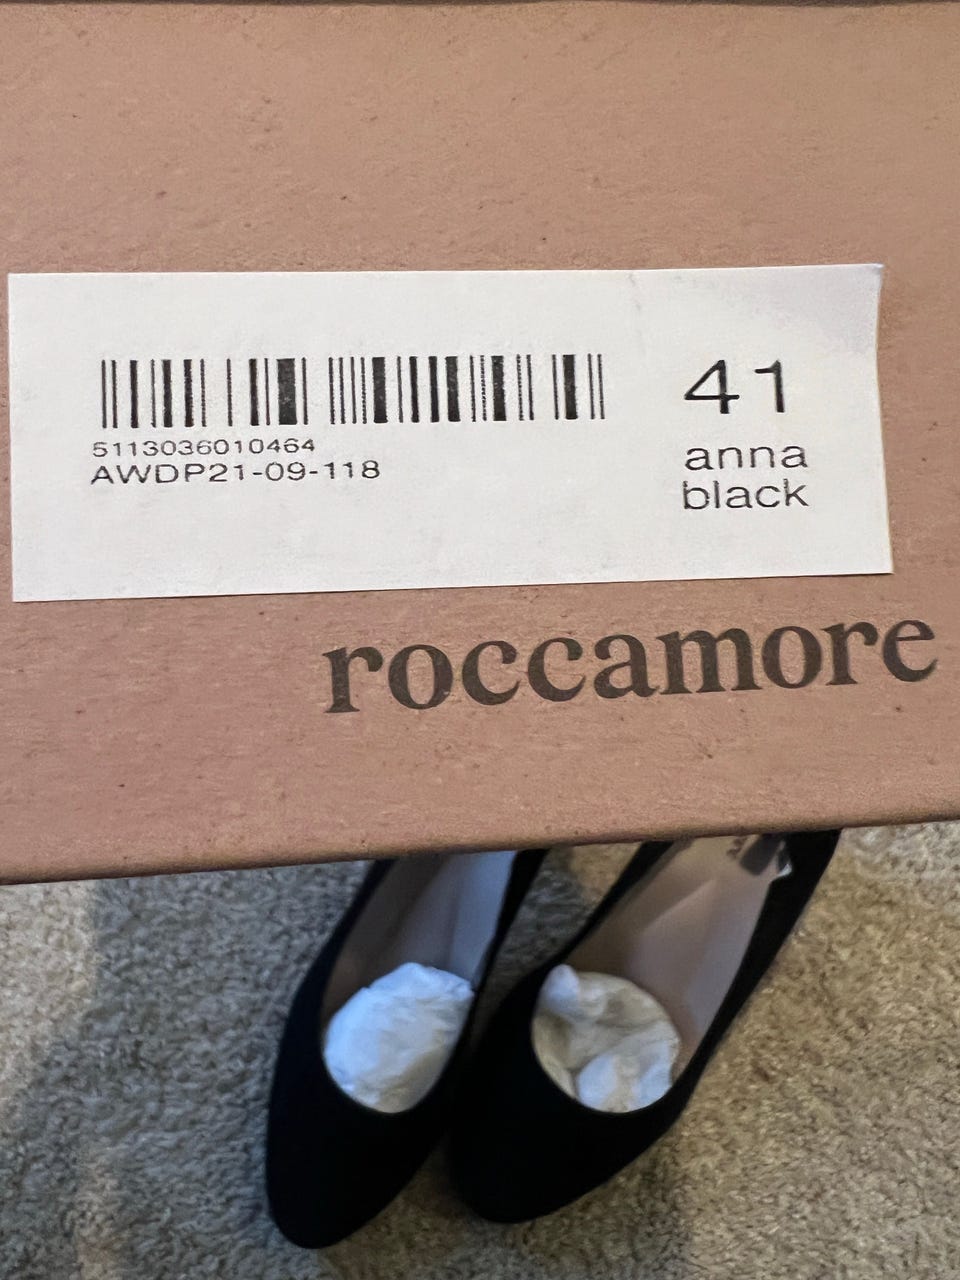 5113036010464
AWDP21-09-118
41
anna
black
roccamore